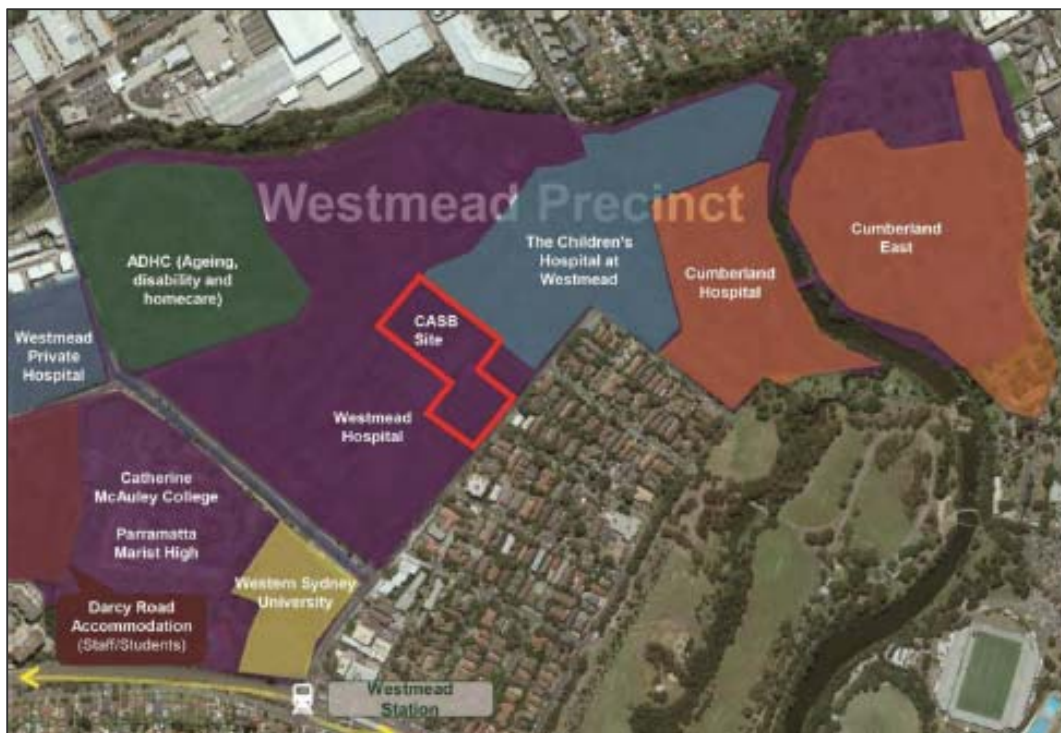 Westmead Precinct
ADHC (Ageing,
disability and
homecare)
The Children's
Hospital at
Westmead
Cumberland
East
Cumberland
Hospital
CASB
Site
Westmead
Private
Hospital
Westmead
Hospital
Catherine
McAuley College
Parramatta
Marist High
Western Sydney
University
Darcy Road
Accommodation
(Staff/Students)
Westmead
Station